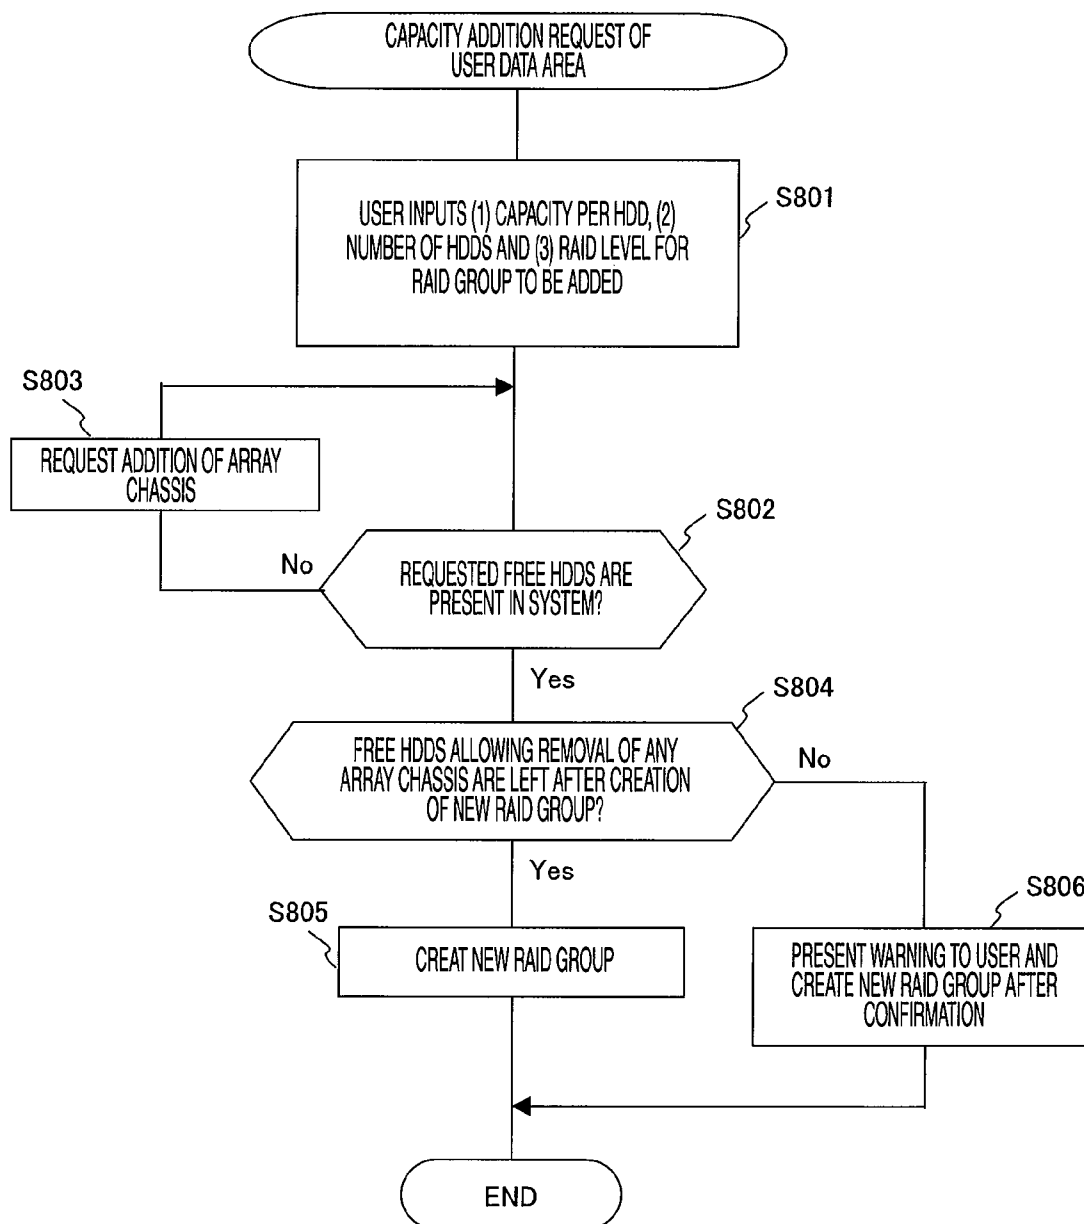 CAPACITY ADDITION REQUEST OF
USER DATA AREA
S801
USER INPUTS (1) CAPACITY PER HDD, (2)
NUMBER OF HDDS AND (3) RAID LEVEL FOR
RAID GROUP TO BE ADDED
S803
REQUEST ADDITION OF ARRAY
CHASSIS
S802
No
REQUESTED FREE HDDS ARE
PRESENT IN SYSTEM?
Yes
S804
FREE HDDS ALLOWING REMOVAL OF ANY
ARRAY CHASSIS ARE LEFT AFTER CREATION
OF NEW RAID GROUP?
No
Yes
S805
CREAT NEW RAID GROUP
S806
PRESENT WARNING TO USER AND
CREATE NEW RAID GROUP AFTER
CONFIRMATION
END